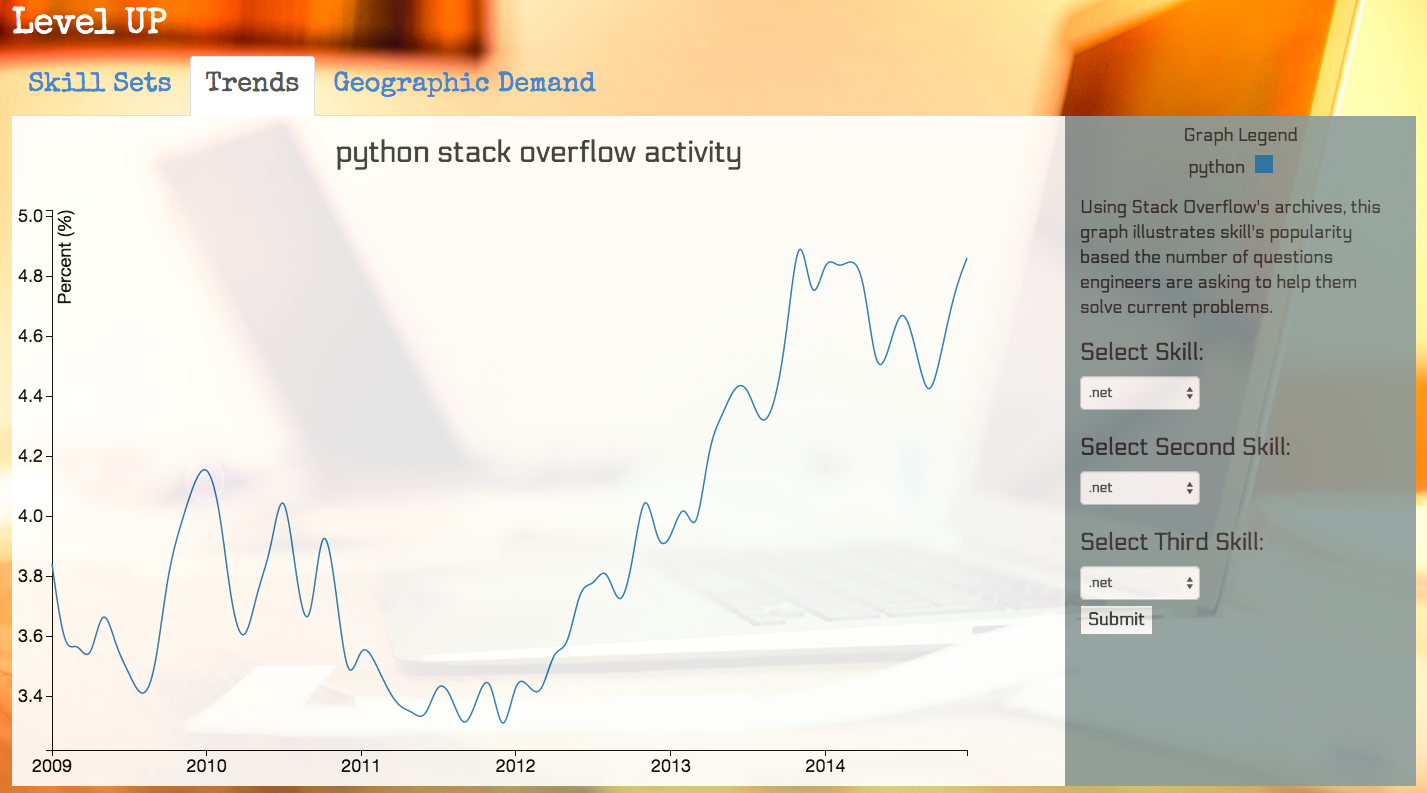 Level UP
Skill Sets Trends Geographic Demand
python stack overflow activity
Graph Legend
python
Using Stack Overflow's archives, this
graph illustrates skill's popularity
based the number of questions
engineers are asking to help them
solve current problems.
Select Skill:
.net
Select Second Skill:
.net
Select Third Skill:
.net
Submit
Percent (%)
5.0
4.8
4.6
4.4
4.2
4.0
3.8
3.6
3.4
2009 2010 2011 2012 2013 2014